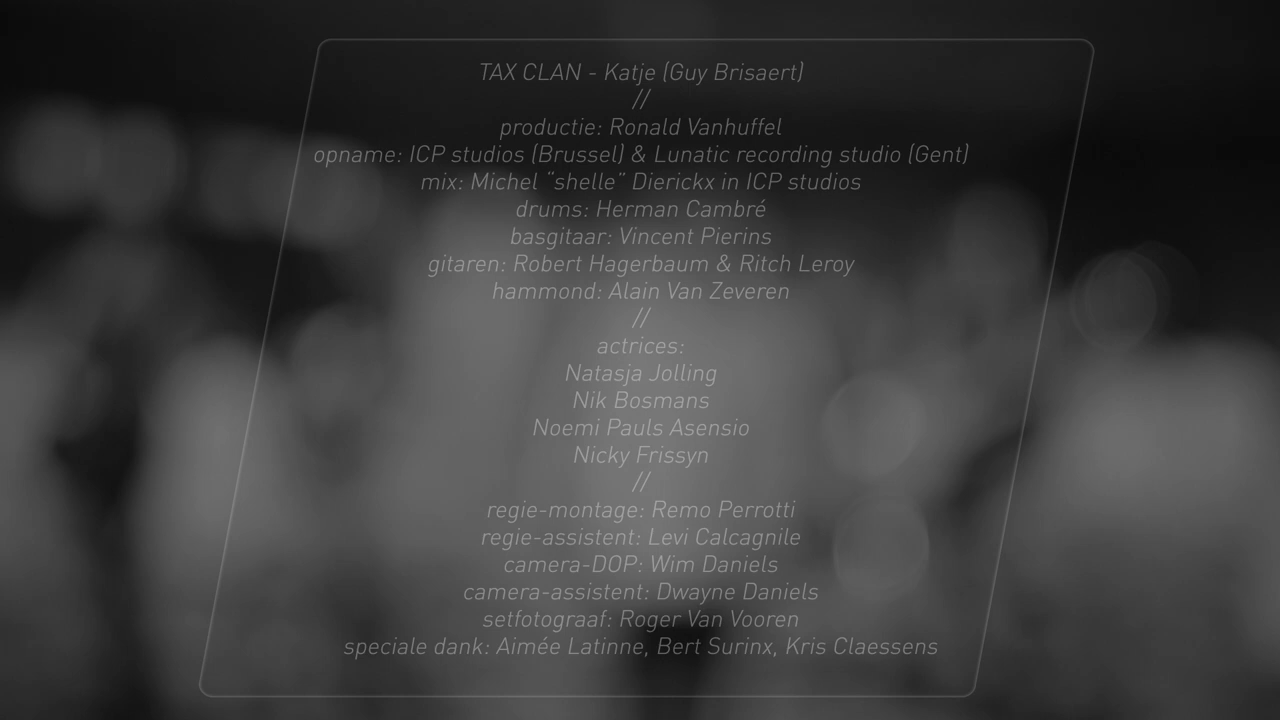 TAX CLAN - Katje (Guy Brisaert)
//
productie: Ronald Vanhuffel
opname: ICP studios (Brussel) & Lunatic recording studio (Gent)
mix: Michel “shelle” Dierickx in ICP studios
drums: Herman Cambré
basgitaar: Vincent Pierins
gitaren: Robert Hagerbaum & Ritch Leroy
hammond: Alain Van Zeveren
//
actrices:
Natasja Jolling
Nik Bosmans
Noemi Pauls Asensio
Nicky Frissyn
//
regie-montage: Remo Perrotti
regie-assistent: Levi Calcagnile
camera-DOP: Wim Daniels
camera-assistent: Dwayne Daniels
setfotograaf: Roger Van Vooren
speciale dank: Aimée Latinne, Bert Surinx, Kris Claessens